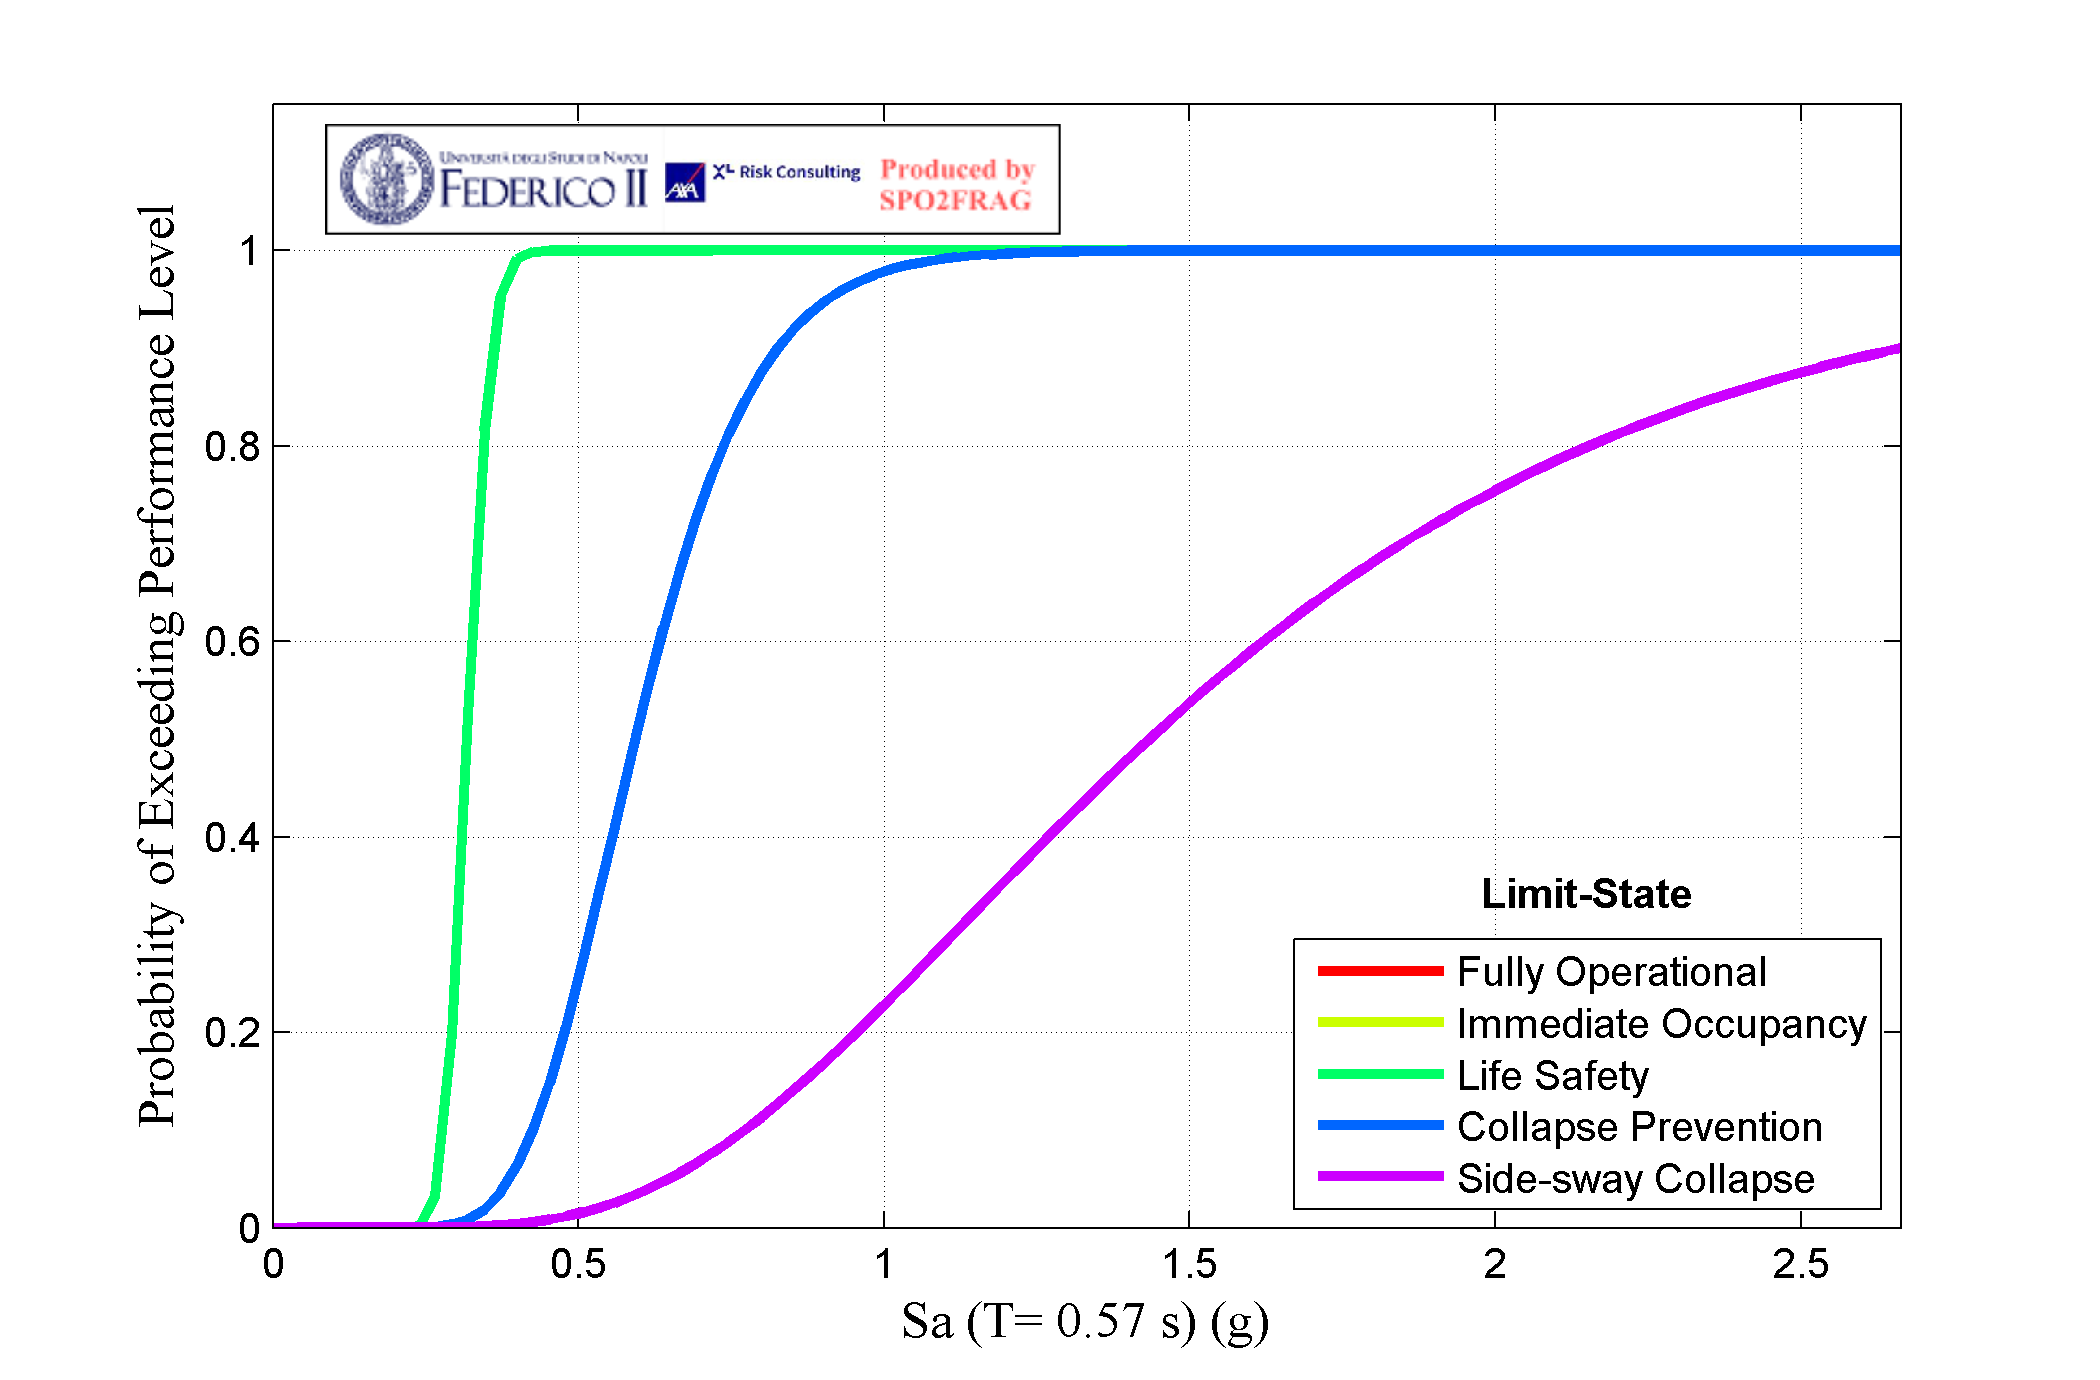 UNIVERSITÀ DEGLI STUDI DI NAPOLI
FEDERICO II
AXA
XL Risk Consulting
Produced by
SPO2FRAG
Probability of Exceeding Performance Level
1
0.8
0.6
0.4
0.2
0
0 0.5 1 1.5 2 2.5
Sa (T= 0.57 s) (g)
Limit-State
Fully Operational
Immediate Occupancy
Life Safety
Collapse Prevention
Side-sway Collapse